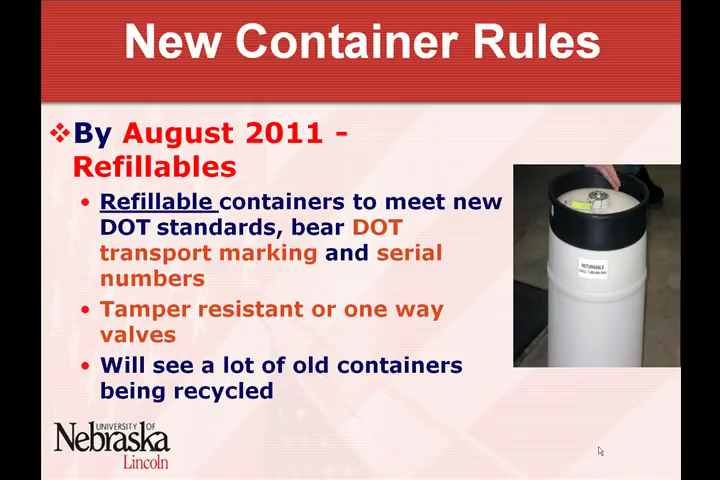 New Container Rules
By August 2011 -
Refillables
Refillable containers to meet new
DOT standards, bear DOT
transport marking and serial
numbers
Tamper resistant or one way
valves
Will see a lot of old containers
being recycled
RETURNABLE
UNIVERSITY OF
Nebraska
Lincoln